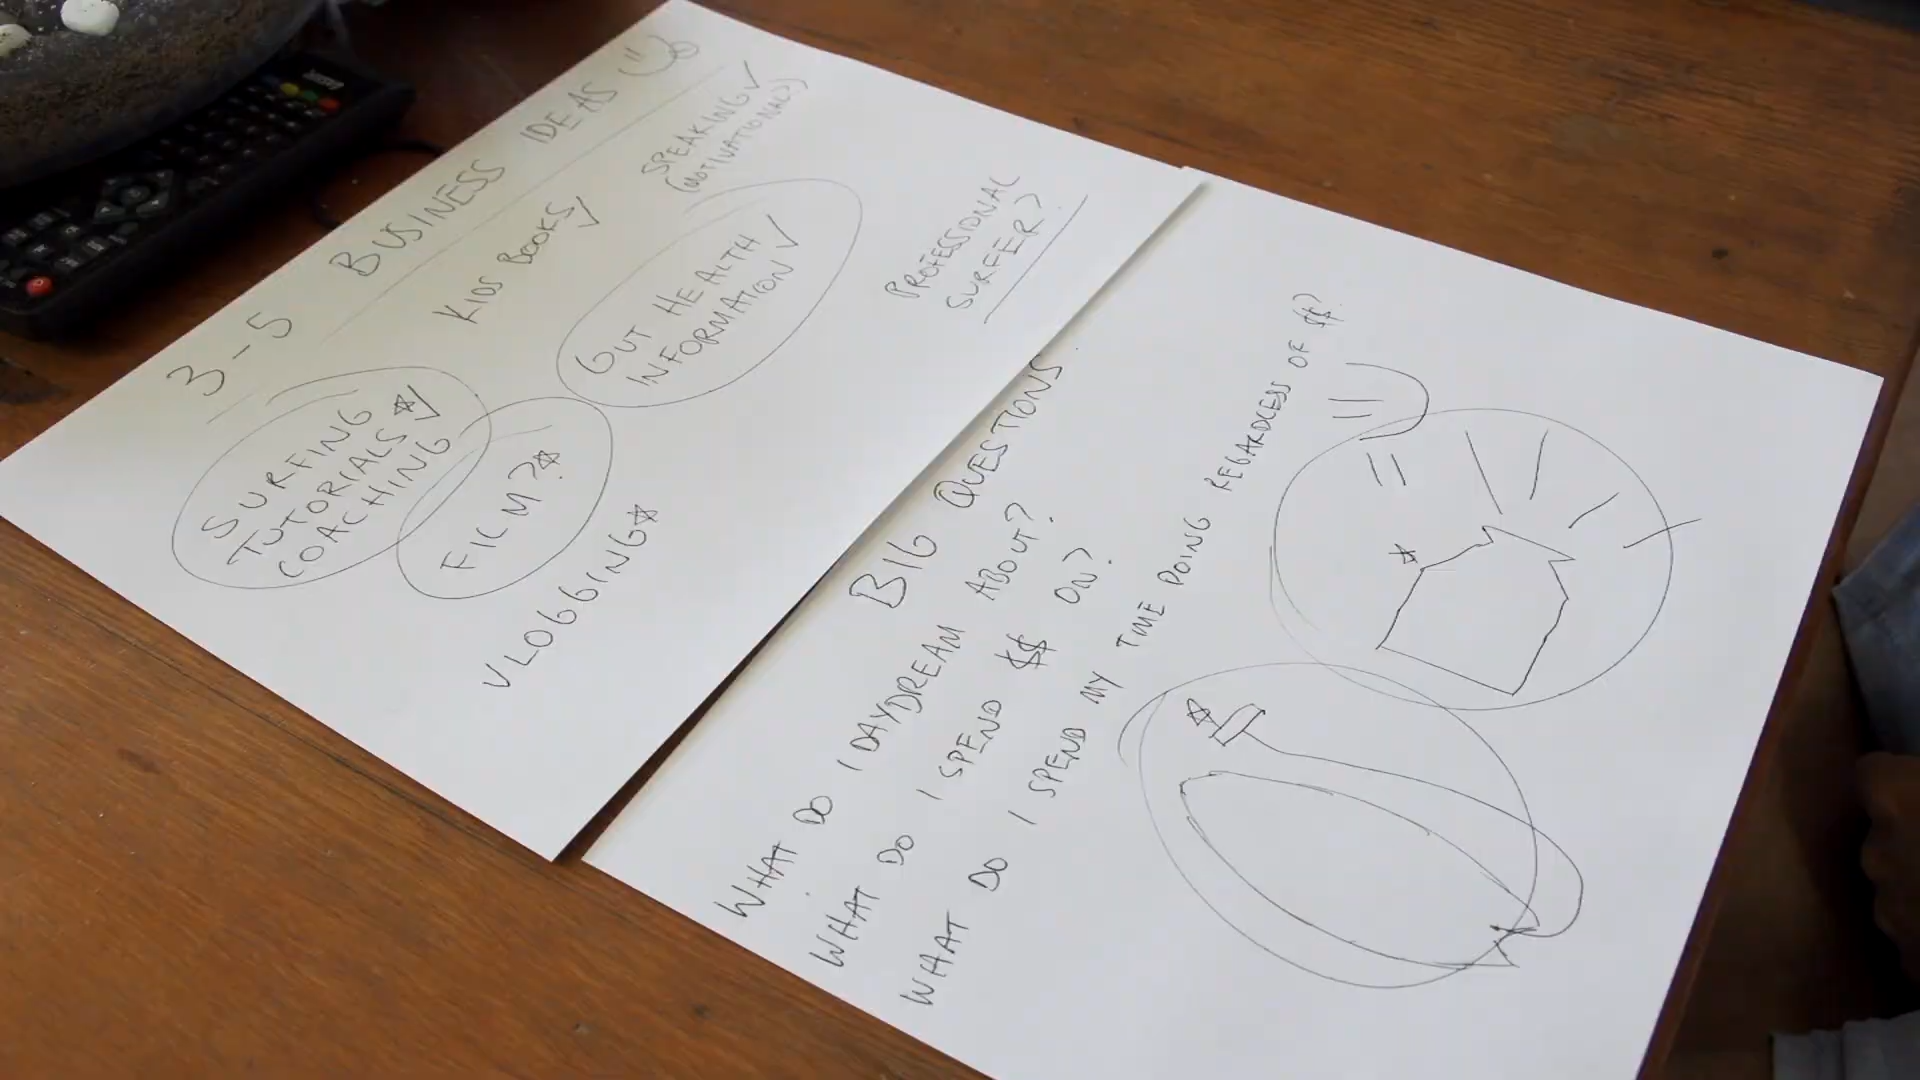 3-5 BUSINESS IDEAS
SURFING
TUTORIALS
COACHING
FILM?
VLOGGING
KIDS BOOKS
GUT HEALTH
INFORMATION
SPEAKING
(MOTIVATIONAL?)
PROFESSIONAL
SURFER?
BIG QUESTIONS
WHAT DO I DAYDREAM ABOUT?
WHAT DO I SPEND $$ ON?
WHAT DO I SPEND MY TIME DOING REGARDLESS OF $$?